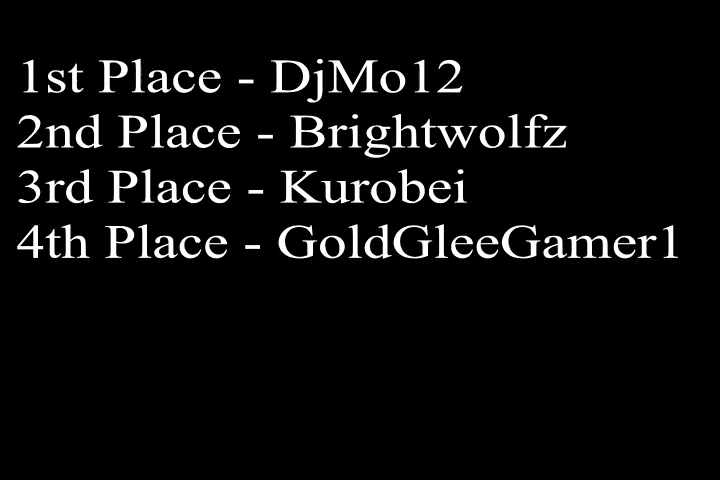 1st Place - DjMo12
2nd Place - Brightwolfz
3rd Place - Kurobei
4th Place - GoldGleeGamer1